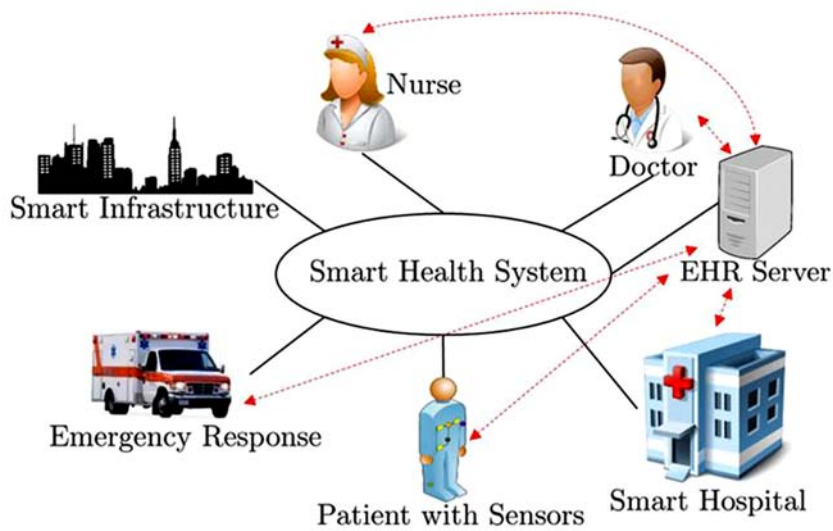 Nurse
Doctor
Smart Infrastructure
Smart Health System
EHR Server
Emergency Response
Patient with Sensors
Smart Hospital